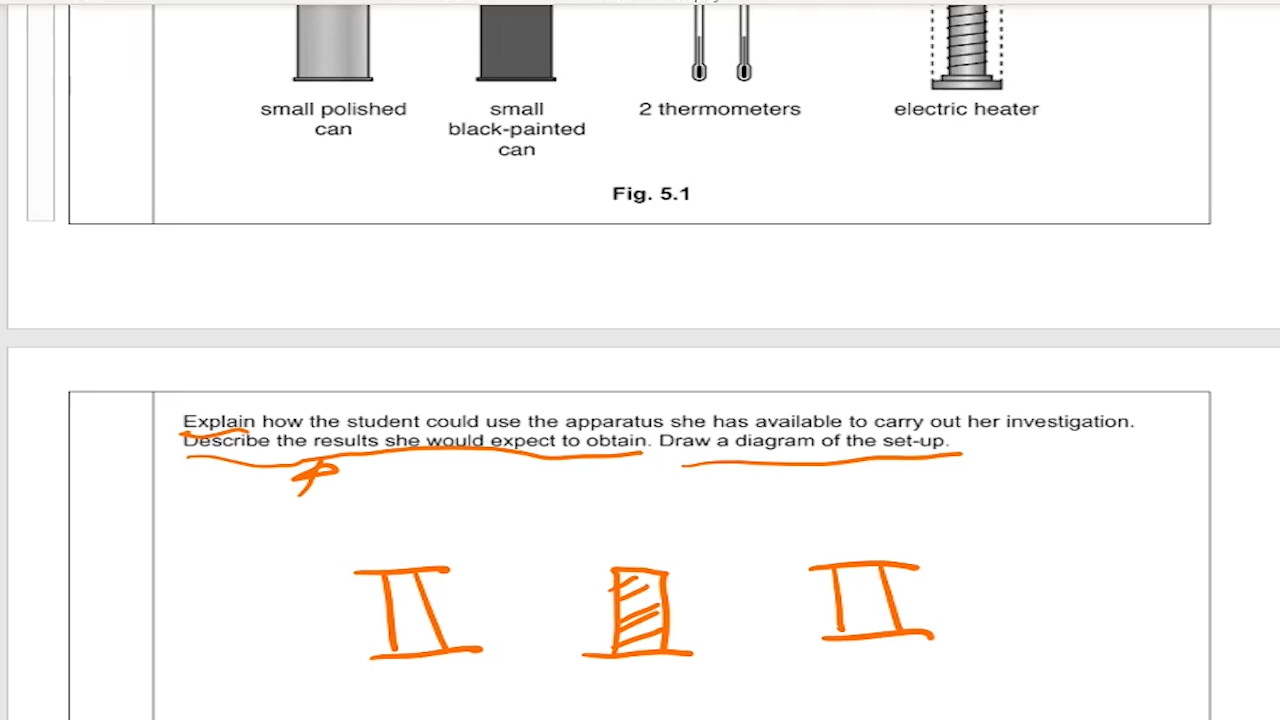 small polished
can
small
black-painted
can
2 thermometers
electric heater
Fig. 5.1
Explain how the student could use the apparatus she has available to carry out her investigation.
Describe the results she would expect to obtain. Draw a diagram of the set-up.